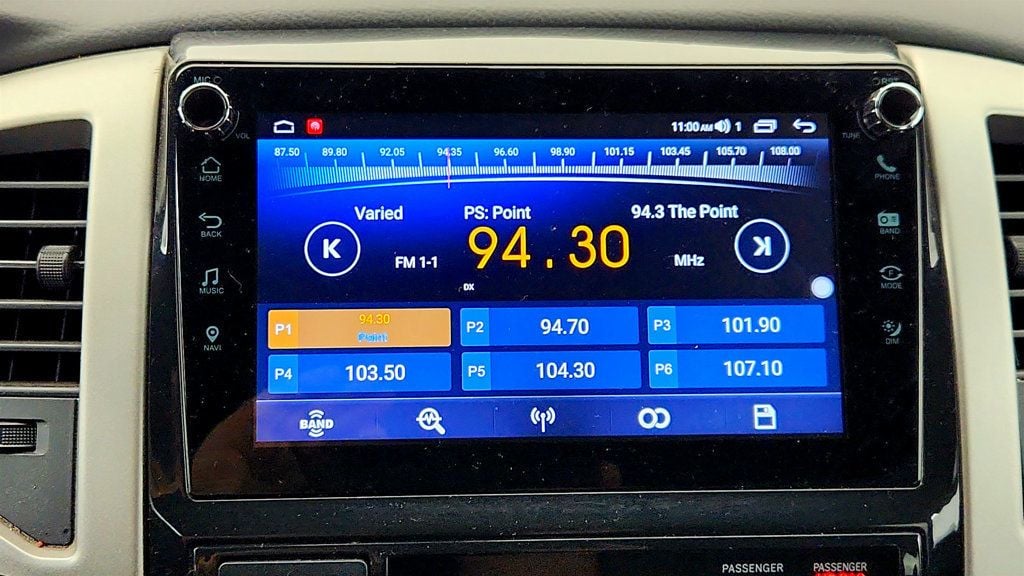 MIC
RST
VOL
TUNE
11:00 AM 1
87.50 89.80 92.05 94.35 96.60 98.90 101.15 103.45 105.70 108.00
HOME
PHONE
Varied PS: Point 94.3 The Point
K 94.30 K
FM 1-1 MHz
DX
BACK
BAND
MUSIC
F
MODE
NAVI
DIM
P1 94.30
Point
P2 94.70
P3 101.90
P4 103.50
P5 104.30
P6 107.10
BAND
PASSENGER PASSENGER